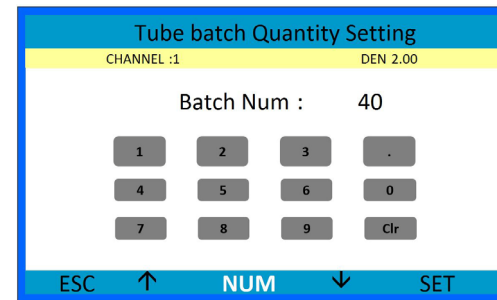 Tube batch Quantity Setting
CHANNEL :1 DEN 2.00
Batch Num : 40
1 2 3 .
4 5 6 0
7 8 9 Clr
ESC ↑ NUM ↓ SET